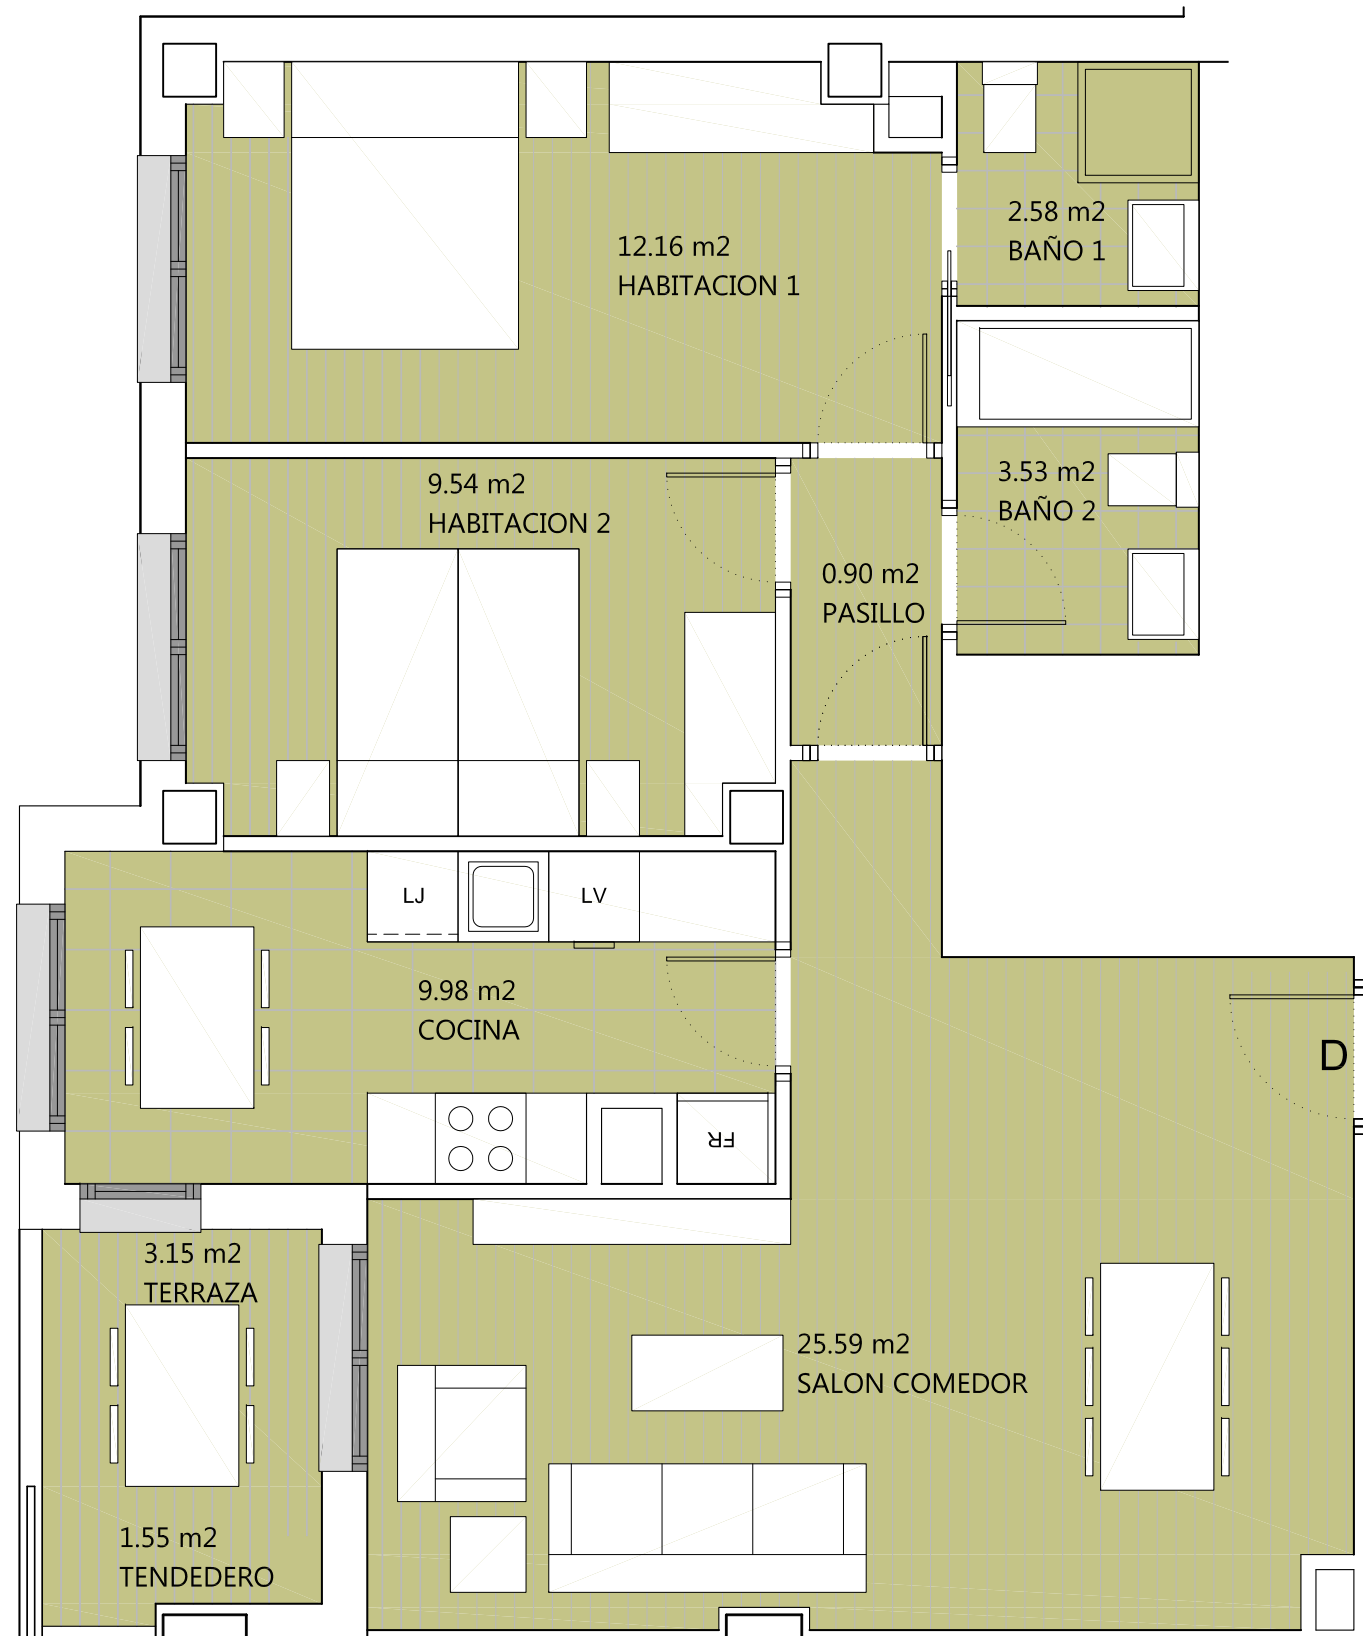 2.58 m2
BAÑO 1
12.16 m2
HABITACION 1
9.54 m2
HABITACION 2
3.53 m2
BAÑO 2
0.90 m2
PASILLO
LJ
LV
9.98 m2
COCINA
D
FR
3.15 m2
TERRAZA
25.59 m2
SALON COMEDOR
1.55 m2
TENDEDERO